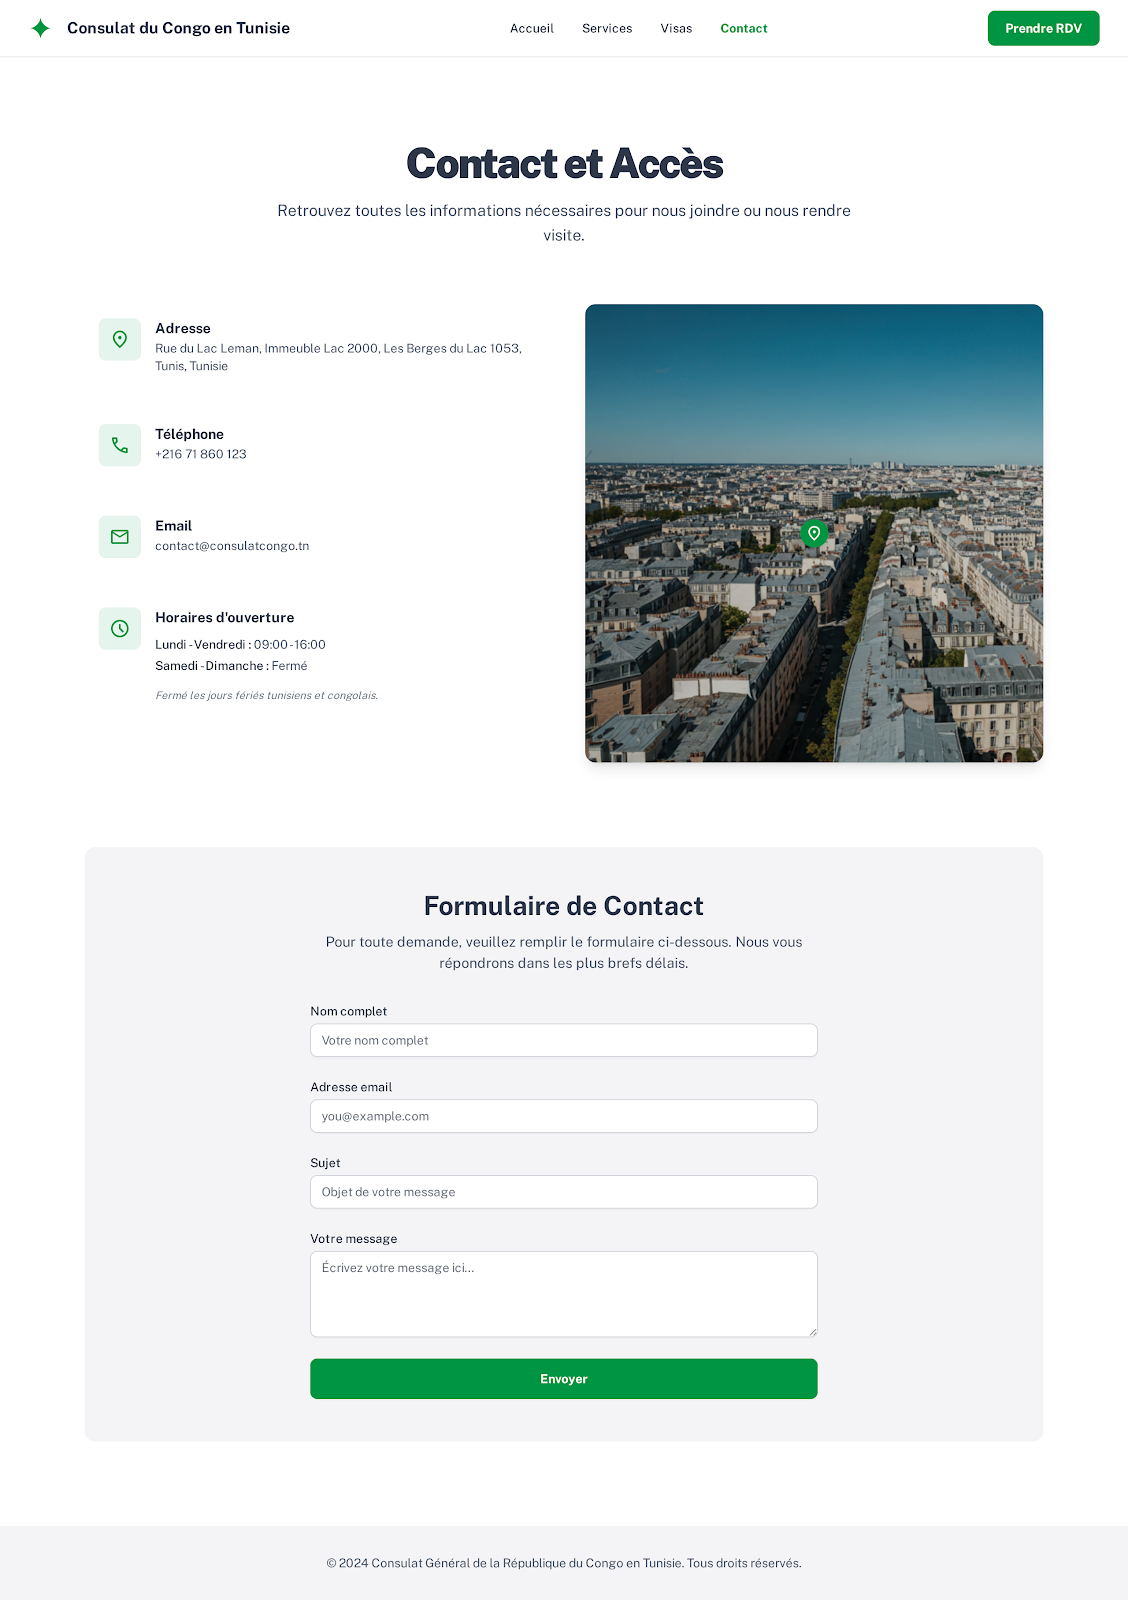 Consulat du Congo en Tunisie
Accueil
Services
Visas
Contact
Prendre RDV
Contact et Accès
Retrouvez toutes les informations nécessaires pour nous joindre ou nous rendre
visite.
Adresse
Rue du Lac Leman, Immeuble Lac 2000, Les Berges du Lac 1053,
Tunis, Tunisie
Téléphone
+216 71 860 123
Email
contact@consulatcongo.tn
Horaires d'ouverture
Lundi - Vendredi : 09:00 - 16:00
Samedi - Dimanche : Fermé
Fermé les jours fériés tunisiens et congolais.
Formulaire de Contact
Pour toute demande, veuillez remplir le formulaire ci-dessous. Nous vous
répondrons dans les plus brefs délais.
Nom complet
Votre nom complet
Adresse email
you@example.com
Sujet
Objet de votre message
Votre message
Écrivez votre message ici...
Envoyer
© 2024 Consulat Général de la République du Congo en Tunisie. Tous droits réservés.